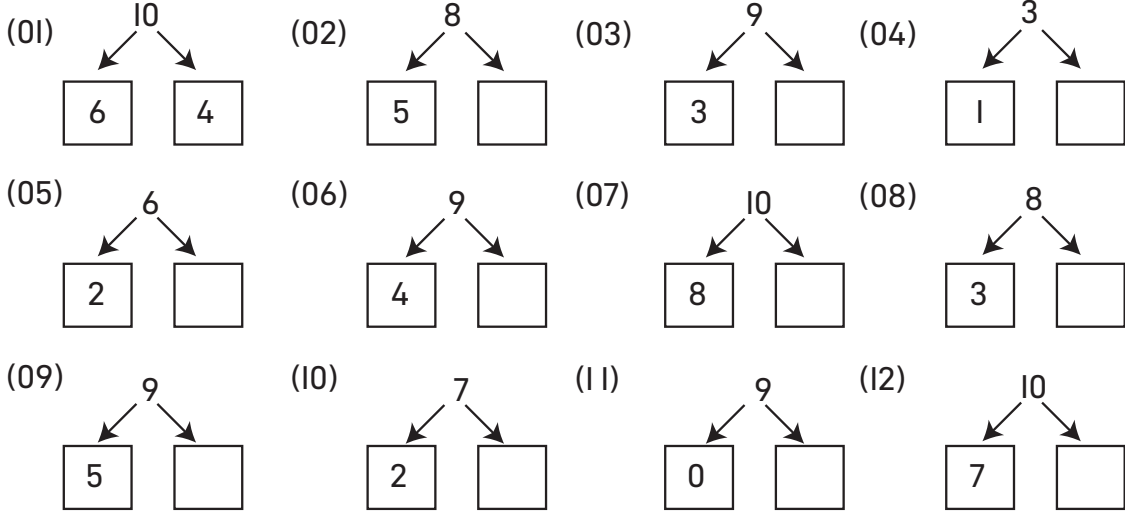 (01) 10 (02) 8 (03) 9 (04) 3
6 4 5 3 1
(05) 6 (06) 9 (07) 10 (08) 8
2 4 8 3
(09) 9 (10) 7 (11) 9 (12) 10
5 2 0 7